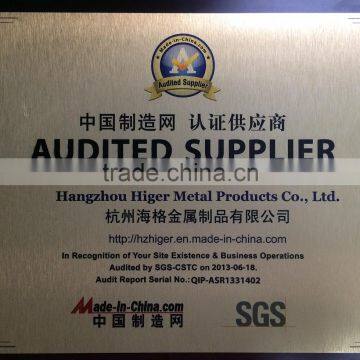 Made-in-China.com
Audited Supplier
中国制造网 认证供应商
AUDITED SUPPLIER
trade.china.cn
Hangzhou Higer Metal Products Co., Ltd.
杭州海格金属制品有限公司
http://hzhiger.en.made-in-china.com/
In Recognition of Your Site Existence & Business Operations
Audited by SGS-CSTC on 2013-06-18.
Audit Report Serial No.: QIP-ASR1331402
Made-in-China.com
中国制造网
SGS